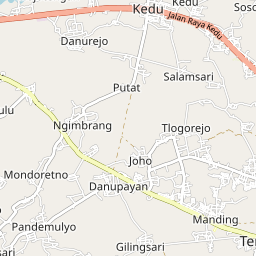 Kedu
Soso
Kedu
Jalan Raya Kedu
Danurejo
Salamsari
Putat
ulu
Ngimbrang
Tlogorejo
Joho
Mondoretno
Danupayan
Manding
Pandemulyo
Ter
Gilingsari